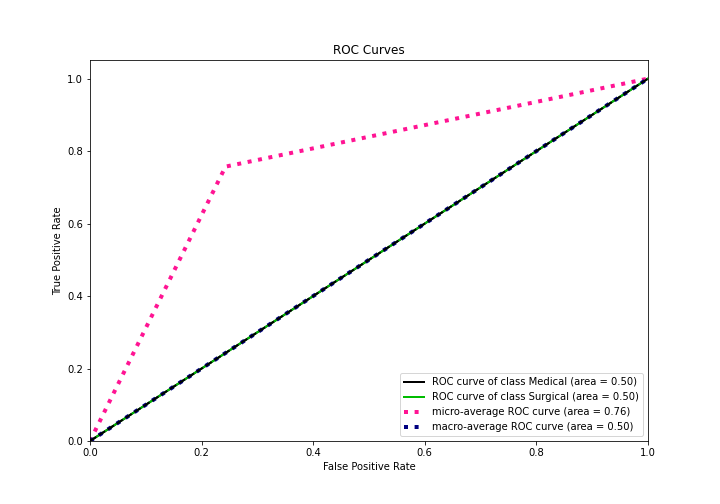 ROC Curves
1.0
0.8
0.6
0.4
0.2
0.0
True Positive Rate
ROC curve of class Medical (area = 0.50)
ROC curve of class Surgical (area = 0.50)
micro-average ROC curve (area = 0.76)
macro-average ROC curve (area = 0.50)
0.0 0.2 0.4 0.6 0.8 1.0
False Positive Rate